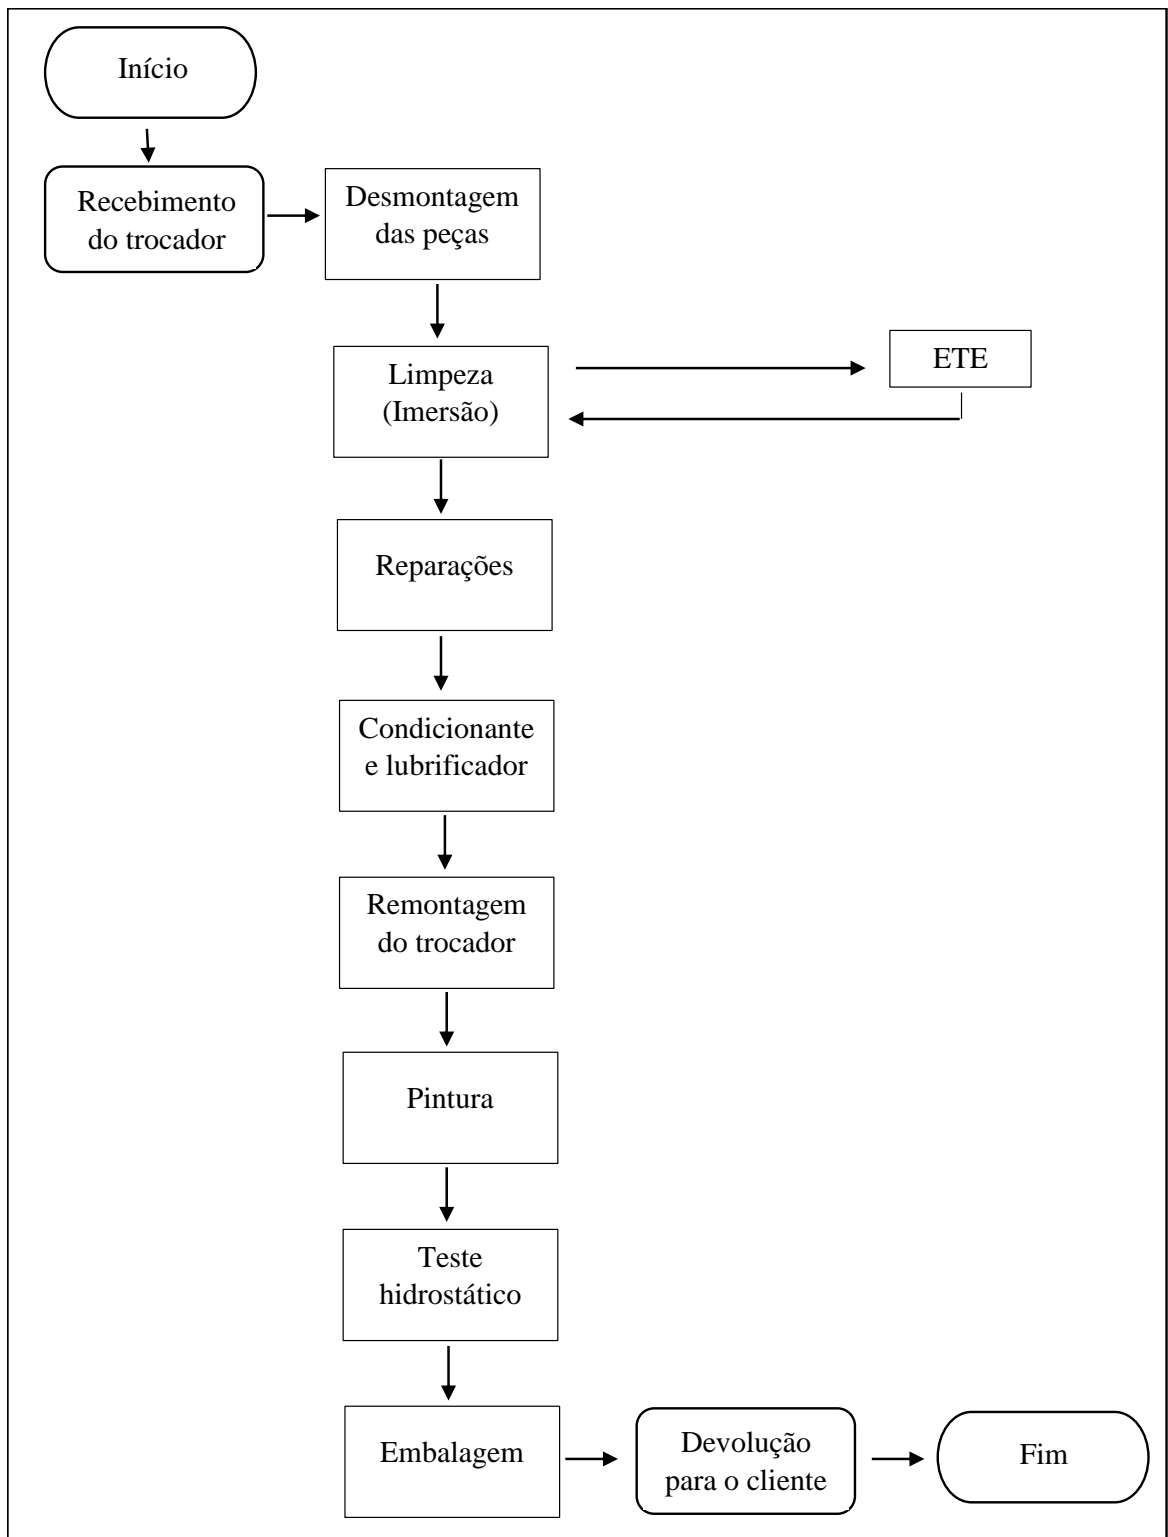 Início
Recebimento
do trocador
Desmontagem
das peças
Limpeza
(Imersão)
ETE
Reparações
Condicionante
e lubrificador
Remontagem
do trocador
Pintura
Teste
hidrostático
Embalagem
Devolução
para o cliente
Fim